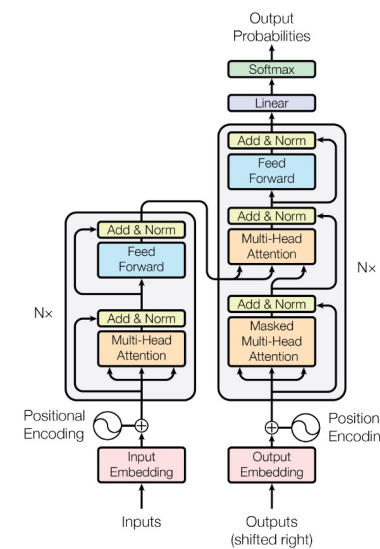 Output
Probabilities
Softmax
Linear
Add & Norm
Feed
Forward
Add & Norm
Multi-Head
Attention
Nx
Add & Norm
Masked
Multi-Head
Attention
Add & Norm
Feed
Forward
Nx
Add & Norm
Multi-Head
Attention
Positional
Encoding
Position
Encodin
Input
Embedding
Output
Embedding
Inputs
Outputs
(shifted right)